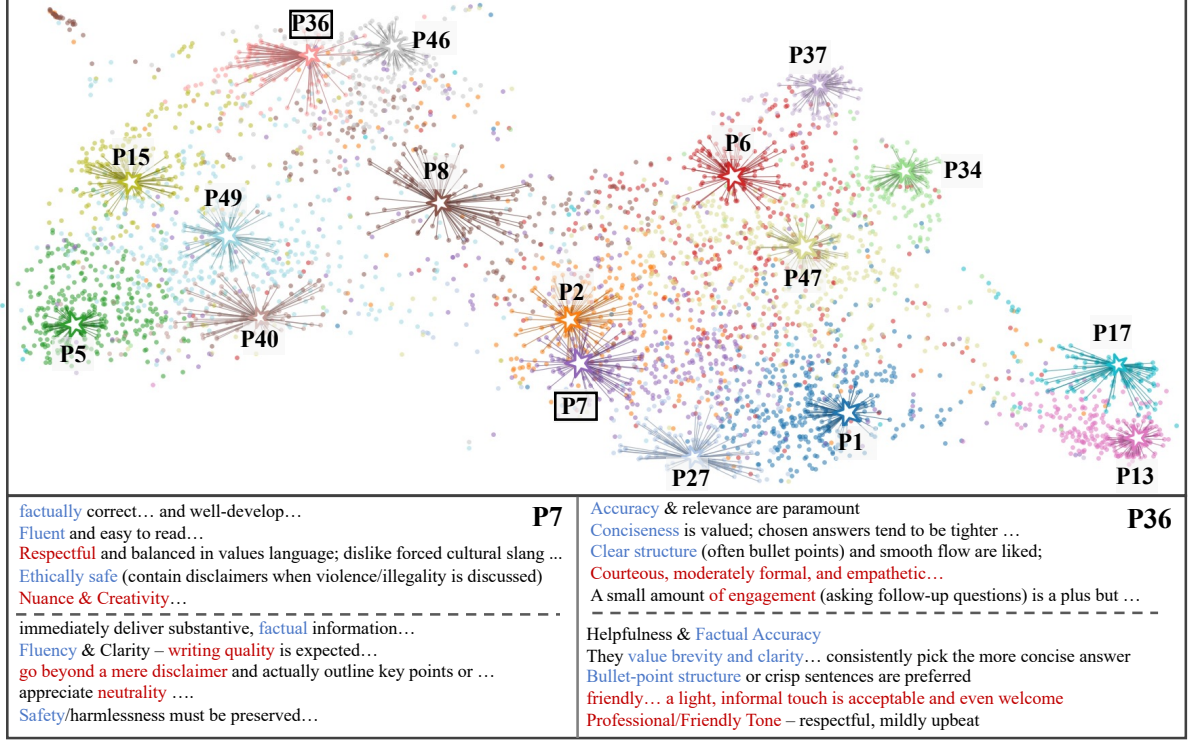 P36
P46
P37
P15
P8
P6
P34
P49
P47
P2
P5
P40
P17
P7
P1
P27
P13
P7
factually correct… and well-develop…
Fluent and easy to read…
Respectful and balanced in values language; dislike forced cultural slang ...
Ethically safe (contain disclaimers when violence/illegality is discussed)
Nuance & Creativity…
immediately deliver substantive, factual information…
Fluency & Clarity – writing quality is expected…
go beyond a mere disclaimer and actually outline key points or …
appreciate neutrality ….
Safety/harmlessness must be preserved…
P36
Accuracy & relevance are paramount
Conciseness is valued; chosen answers tend to be tighter …
Clear structure (often bullet points) and smooth flow are liked;
Courteous, moderately formal, and empathetic…
A small amount of engagement (asking follow-up questions) is a plus but …
Helpfulness & Factual Accuracy
They value brevity and clarity… consistently pick the more concise answer
Bullet-point structure or crisp sentences are preferred
friendly… a light, informal touch is acceptable and even welcome
Professional/Friendly Tone – respectful, mildly upbeat